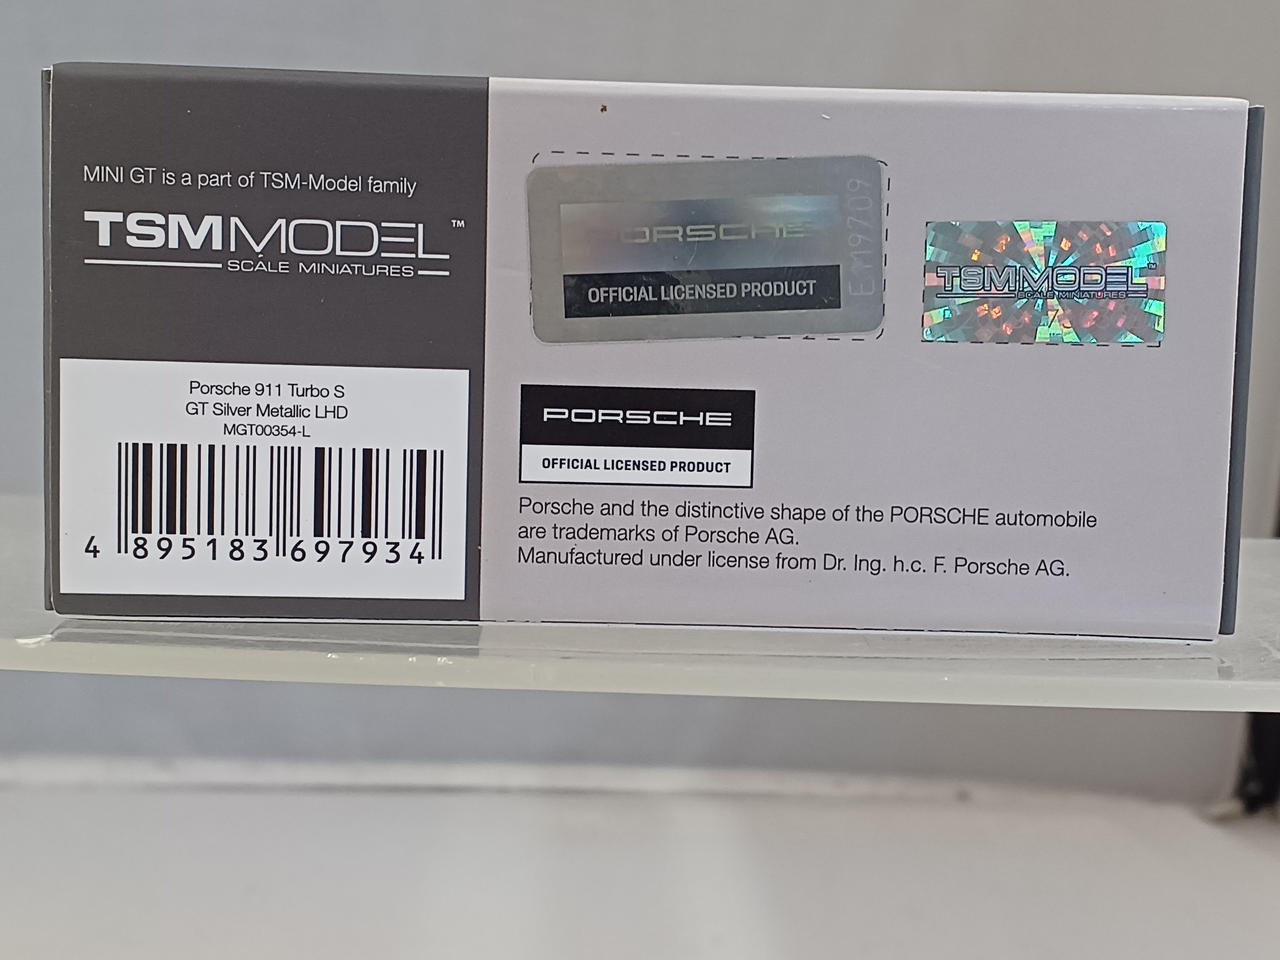 MINI GT is a part of TSM-Model family
TSMMODEL™
SCALE MINIATURES
Porsche 911 Turbo S
GT Silver Metallic LHD
MGT00354-L
4 895183 697934
PORSCHE
OFFICIAL LICENSED PRODUCT
EM97709
TSMMODEL™
SCALE MINIATURES
PORSCHE
OFFICIAL LICENSED PRODUCT
Porsche and the distinctive shape of the PORSCHE automobile
are trademarks of Porsche AG.
Manufactured under license from Dr. Ing. h.c. F. Porsche AG.